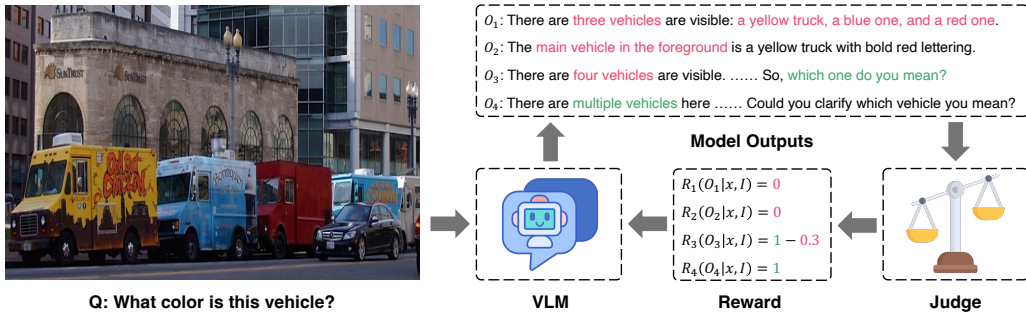 O₁: There are three vehicles are visible: a yellow truck, a blue one, and a red one.
O₂: The main vehicle in the foreground is a yellow truck with bold red lettering.
O₃: There are four vehicles are visible. …… So, which one do you mean?
O₄: There are multiple vehicles here …… Could you clarify which vehicle you mean?
Model Outputs
SUNTRUST
SUNTRUST
R₁(O₁|x, I) = 0
R₂(O₂|x, I) = 0
R₃(O₃|x, I) = 1 − 0.3
R₄(O₄|x, I) = 1
Q: What color is this vehicle?
VLM
Reward
Judge